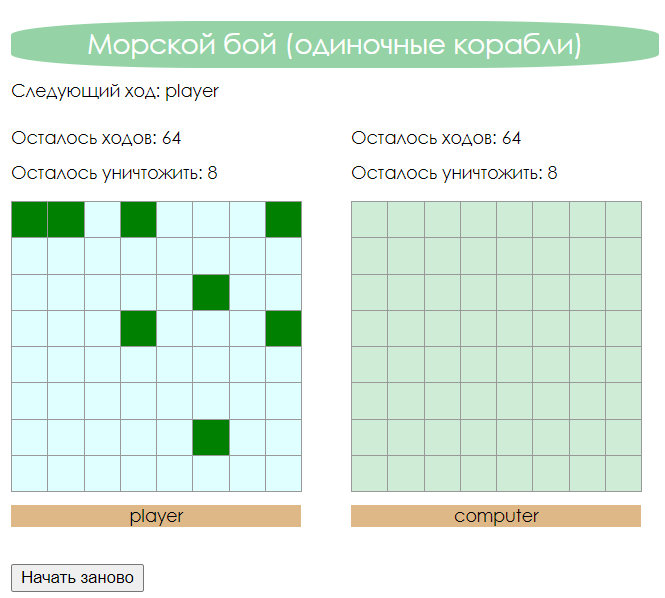 Морской бой (одиночные корабли)
Следующий ход: player
Осталось ходов: 64
Осталось уничтожить: 8
Осталось ходов: 64
Осталось уничтожить: 8
player
computer
Начать заново